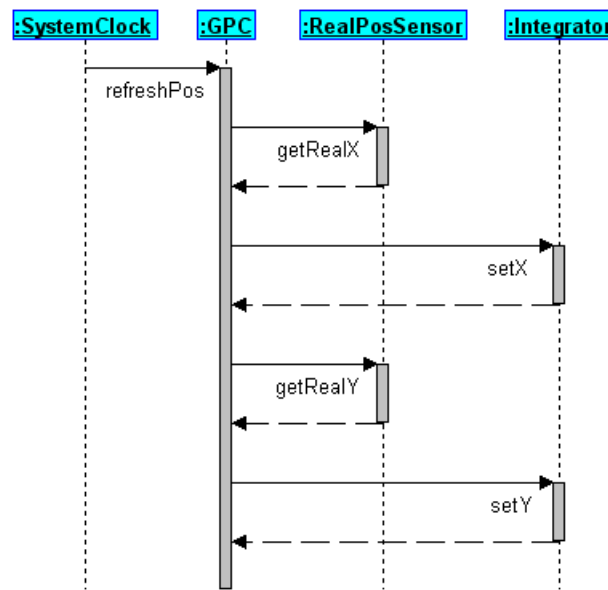 :SystemClock :GPC :RealPosSensor :Integrator
refreshPos
getRealX
setX
getRealY
setY